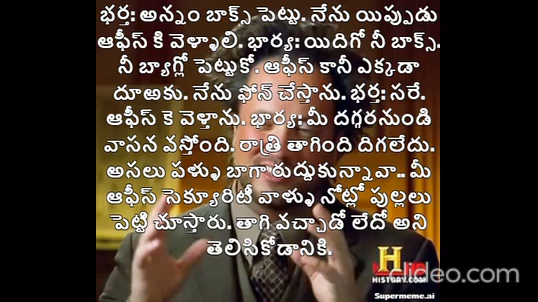 భర్త: అన్నం బాక్స్ పెట్టు. నేను యిప్పుడు
ఆఫీస్ కి వెళ్ళాలి. భార్య: యిదిగో నీ బాక్స్.
నీ బ్యాగ్లో పెట్టుకో. ఆఫీస్ కానీ ఎక్కడా
దూఅకు. నేను ఫోన్ చేస్తాను. భర్త: సరే.
ఆఫీస్ కె వెళ్తాను. భార్య: మీ దగ్గరనుండి
వాసన వస్తోంది. రాత్రి తాగింది దిగలేదు.
అసలు పళ్ళు బాగా రుద్దుకున్నావా.. మీ
ఆఫీస్ సెక్యూరిటీ వాళ్ళు నోట్లో పుల్లలు
పెట్టి చూస్తారు. తాగి వచ్చాడో లేదో అని
తెలిసికోడానికి.
H
HISTORY.COM
clideo.com
Supermeme.ai